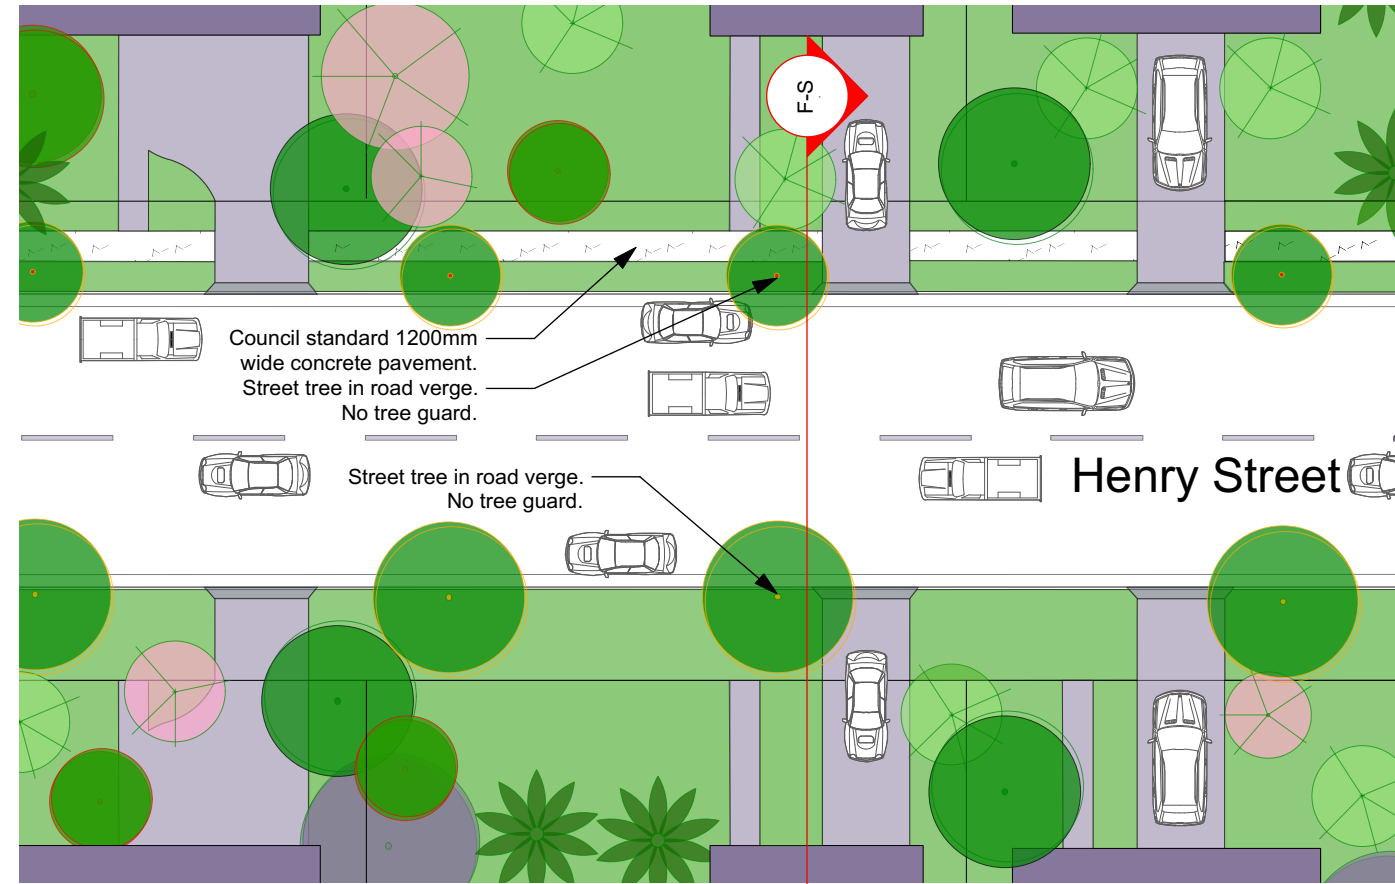 F-S
Council standard 1200mm
wide concrete pavement.
Street tree in road verge.
No tree guard.
Street tree in road verge.
No tree guard.
Henry Street